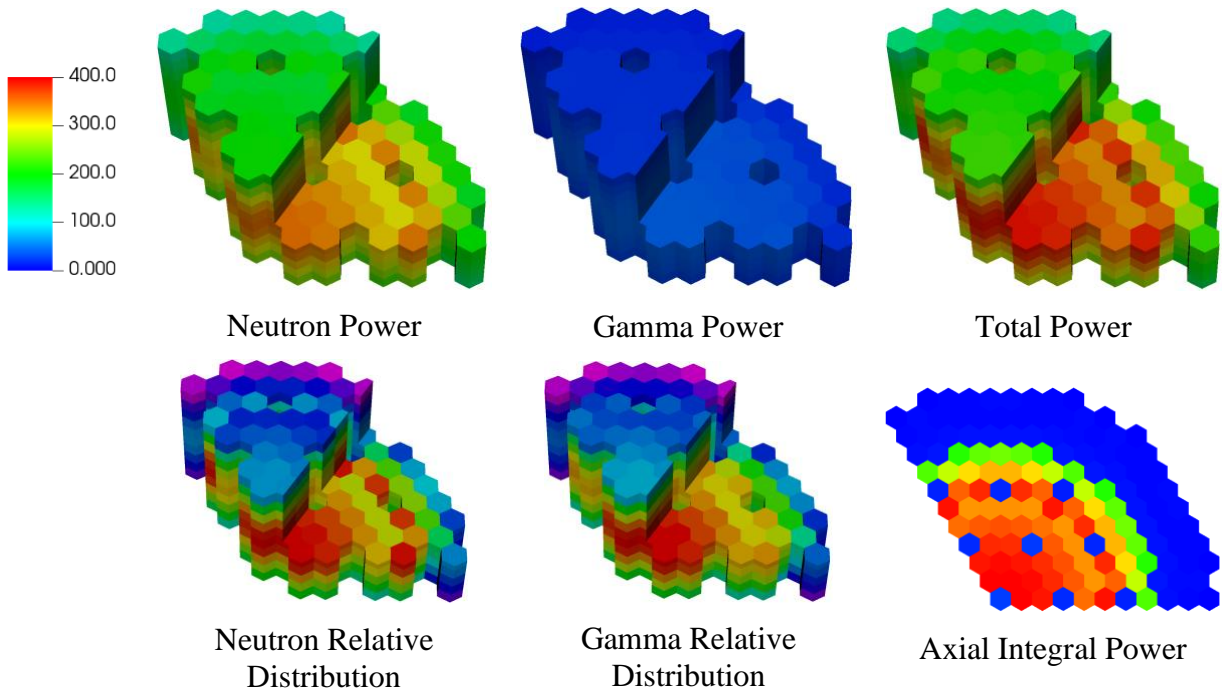 400.0
300.0
200.0
100.0
0.000
Neutron Power
Gamma Power
Total Power
Neutron Relative
Distribution
Gamma Relative
Distribution
Axial Integral Power